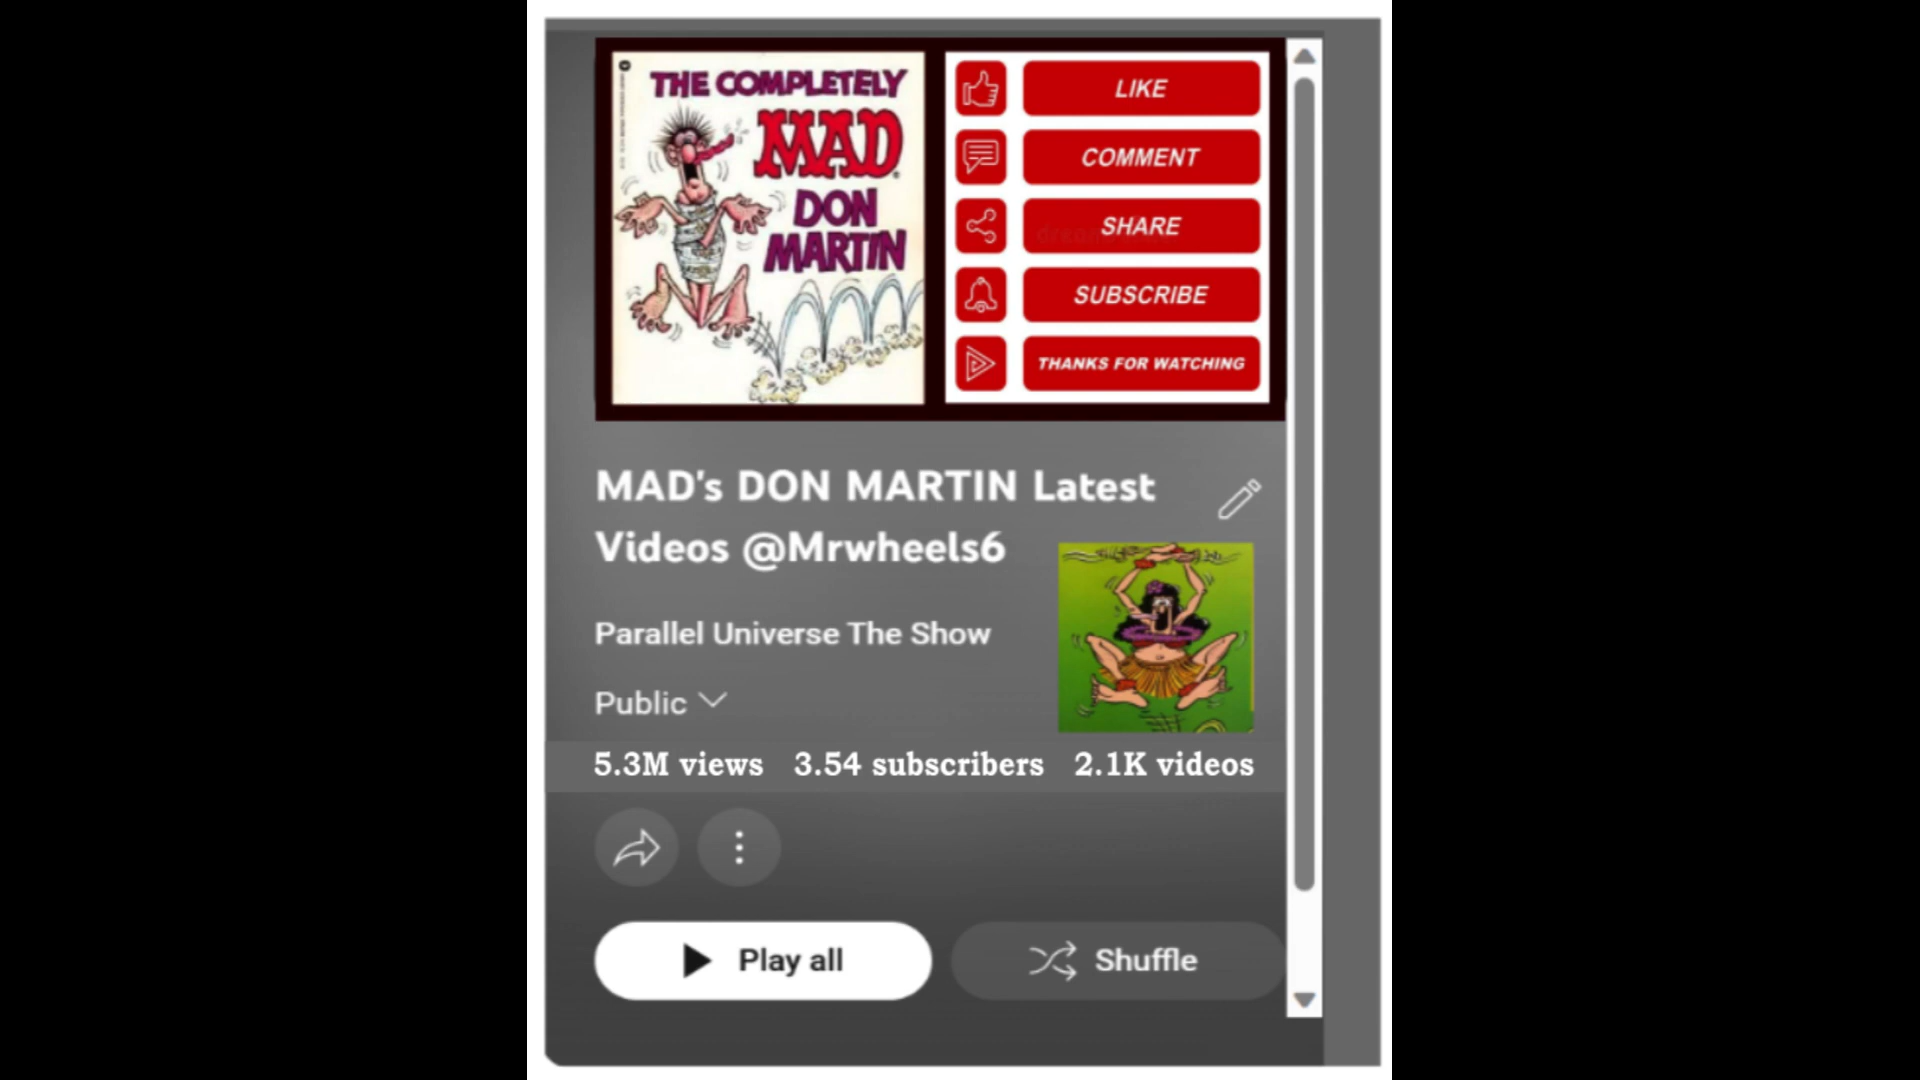 THE COMPLETELY
MAD
DON
MARTIN
LIKE
COMMENT
SHARE
SUBSCRIBE
THANKS FOR WATCHING
MAD's DON MARTIN Latest
Videos @Mrwheels6
Parallel Universe The Show
Public
5.3M views 3.54 subscribers 2.1K videos
Play all
Shuffle